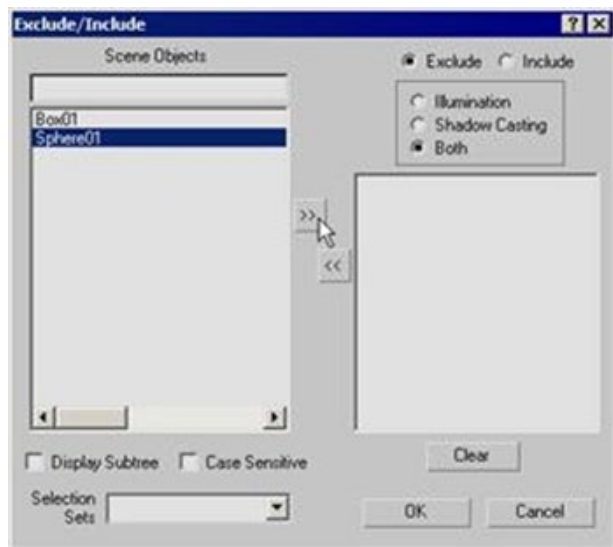 Exclude/Include
Scene Objects
Exclude
Include
Illumination
Shadow Casting
Both
Box01
Sphere01
>>
<<
Display Subtree
Case Sensitive
Clear
Selection
Sets
OK
Cancel